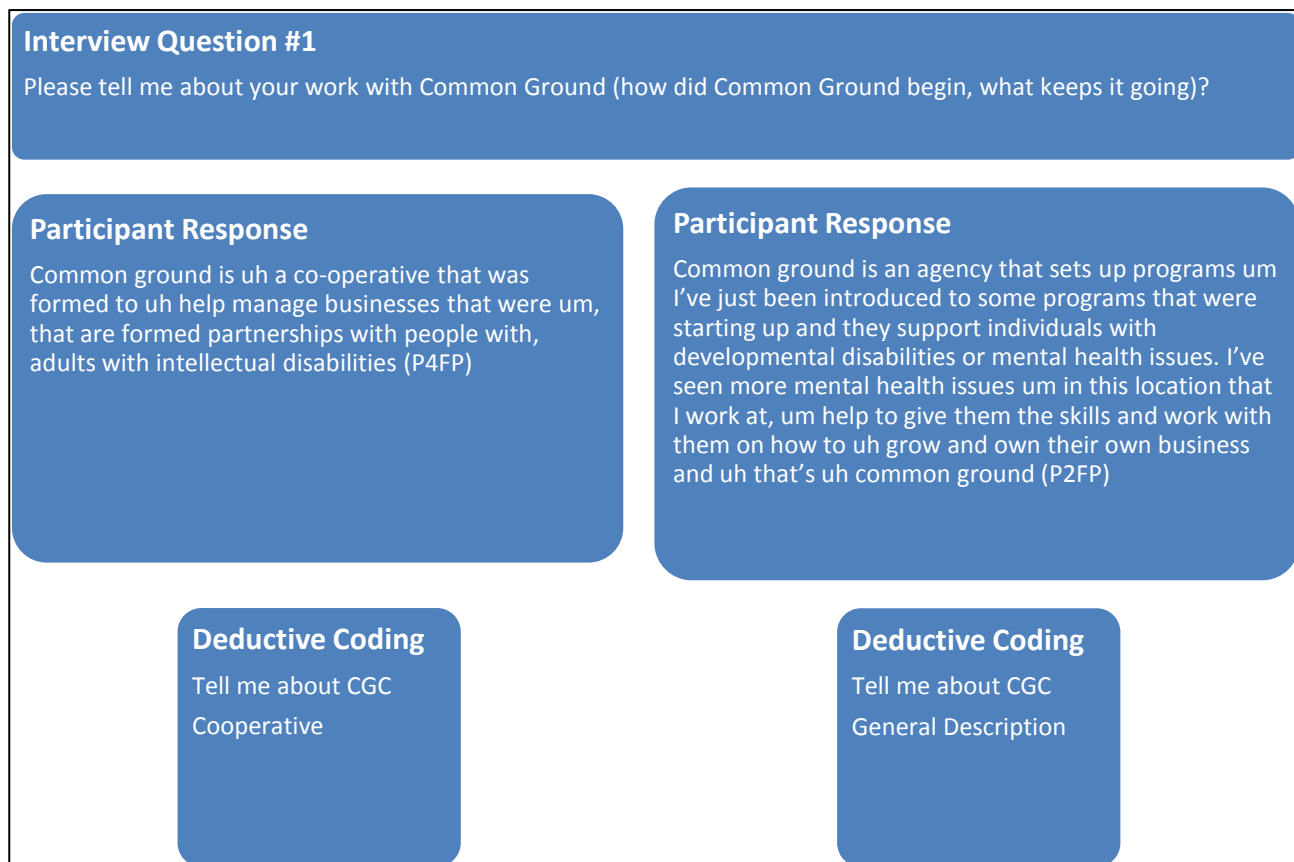 Interview Question #1
Please tell me about your work with Common Ground (how did Common Ground begin, what keeps it going)?
Participant Response
Common ground is uh a co-operative that was
formed to uh help manage businesses that were um,
that are formed partnerships with people with,
adults with intellectual disabilities (P4FP)
Participant Response
Common ground is an agency that sets up programs um
I’ve just been introduced to some programs that were
starting up and they support individuals with
developmental disabilities or mental health issues. I’ve
seen more mental health issues um in this location that
I work at, um help to give them the skills and work with
them on how to uh grow and own their own business
and uh that’s uh common ground (P2FP)
Deductive Coding
Tell me about CGC
Cooperative
Deductive Coding
Tell me about CGC
General Description